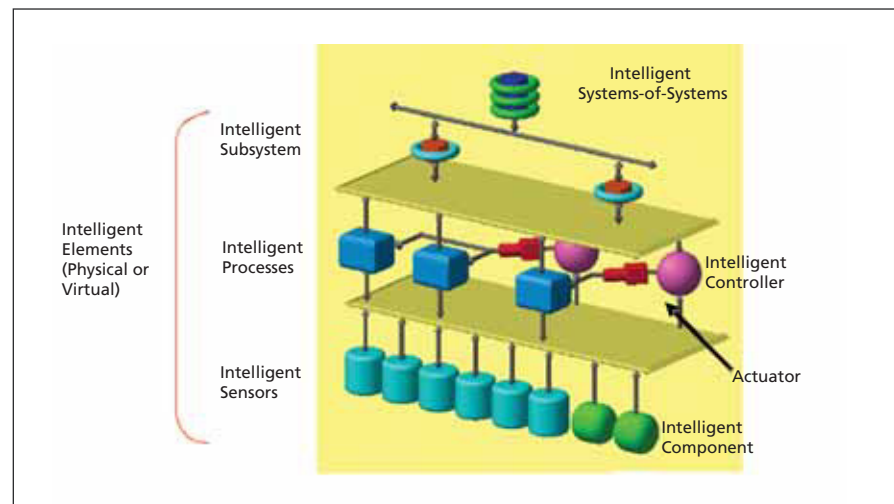 Intelligent
Systems-of-Systems
Intelligent
Subsystem
Intelligent
Elements
(Physical or
Virtual)
Intelligent
Processes
Intelligent
Controller
Intelligent
Sensors
Actuator
Intelligent
Component